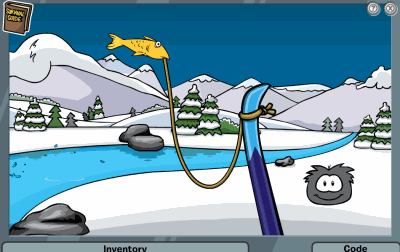 SURVIVAL
GUIDE
?
X
Inventory
Code